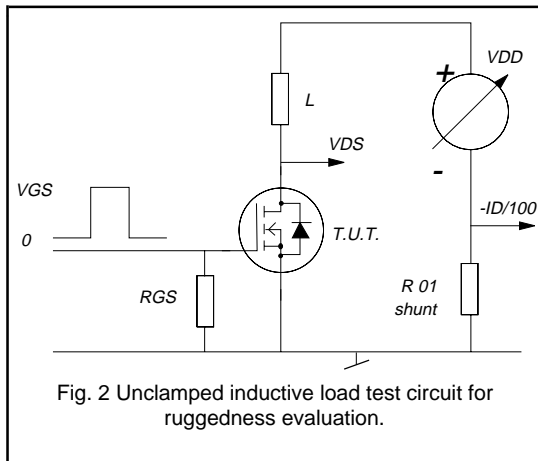 +
VDD
L
VDS
-
VGS
-ID/100
0
T.U.T.
RGS
R 01
shunt
Fig. 2 Unclamped inductive load test circuit for
ruggedness evaluation.